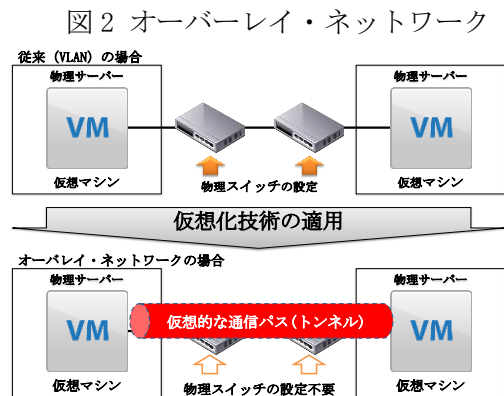 図2 オーバーレイ・ネットワーク
従来（VLAN）の場合
物理サーバー 物理サーバー
VM VM
仮想マシン 物理スイッチの設定 仮想マシン
仮想化技術の適用
オーバレイ・ネットワークの場合
物理サーバー 物理サーバー
仮想的な通信パス(トンネル)
VM VM
仮想マシン 物理スイッチの設定不要 仮想マシン